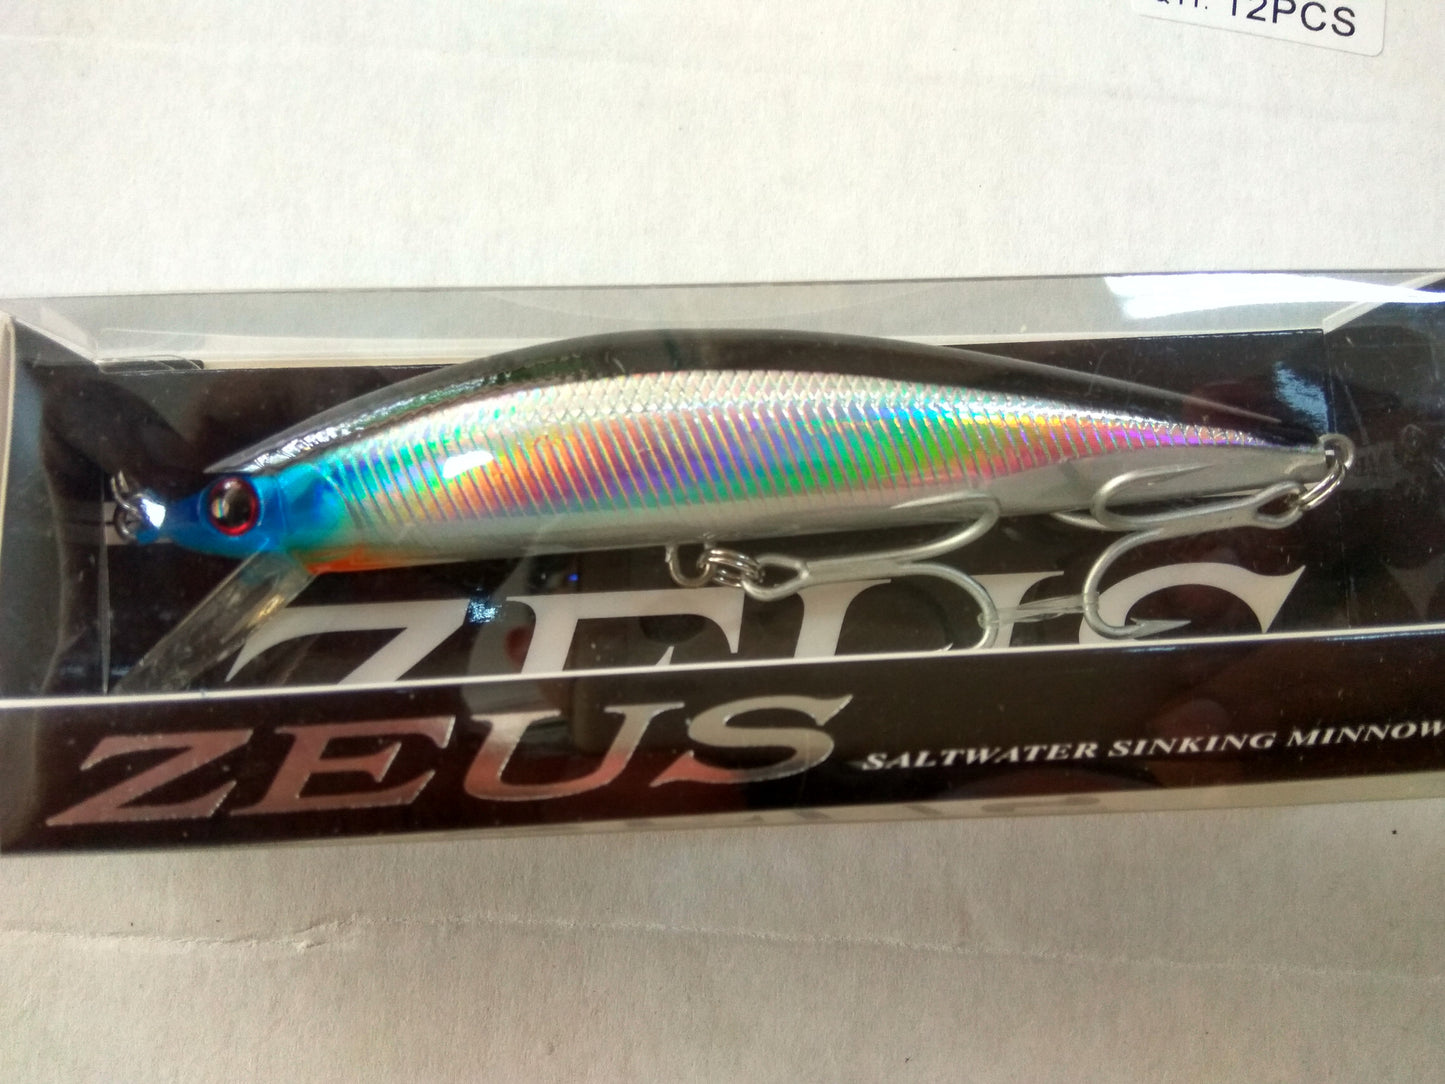 12PCS
ZEUS
ZEUS
SALTWATER SINKING MINNOW